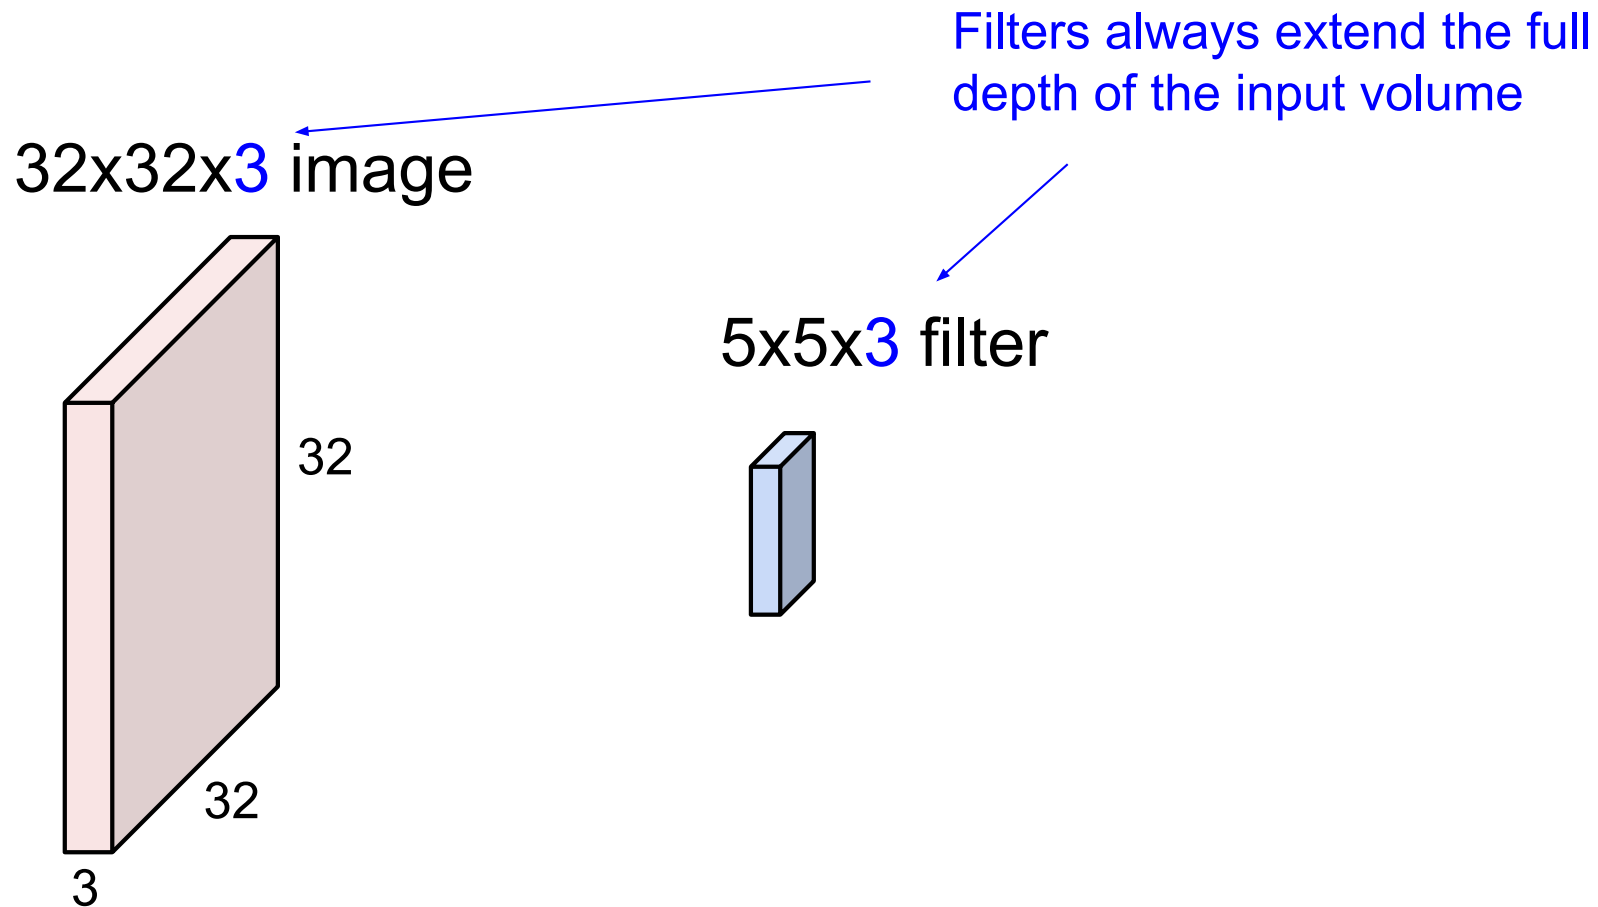 Filters always extend the full
depth of the input volume
32x32x3 image
5x5x3 filter
32
32
3